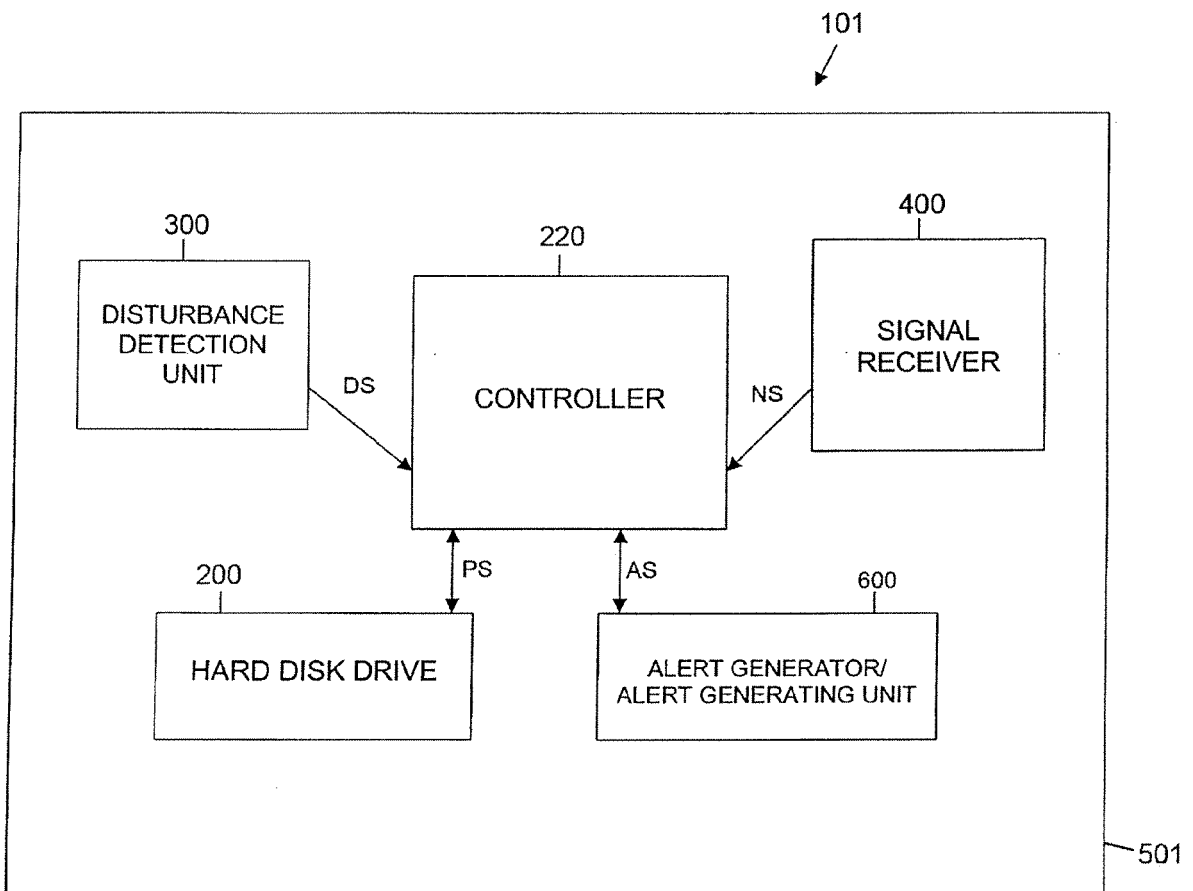 101
300
220
400
DISTURBANCE
DETECTION
UNIT
DS
CONTROLLER
NS
SIGNAL
RECEIVER
200
PS
AS
600
HARD DISK DRIVE
ALERT GENERATOR/
ALERT GENERATING UNIT
501